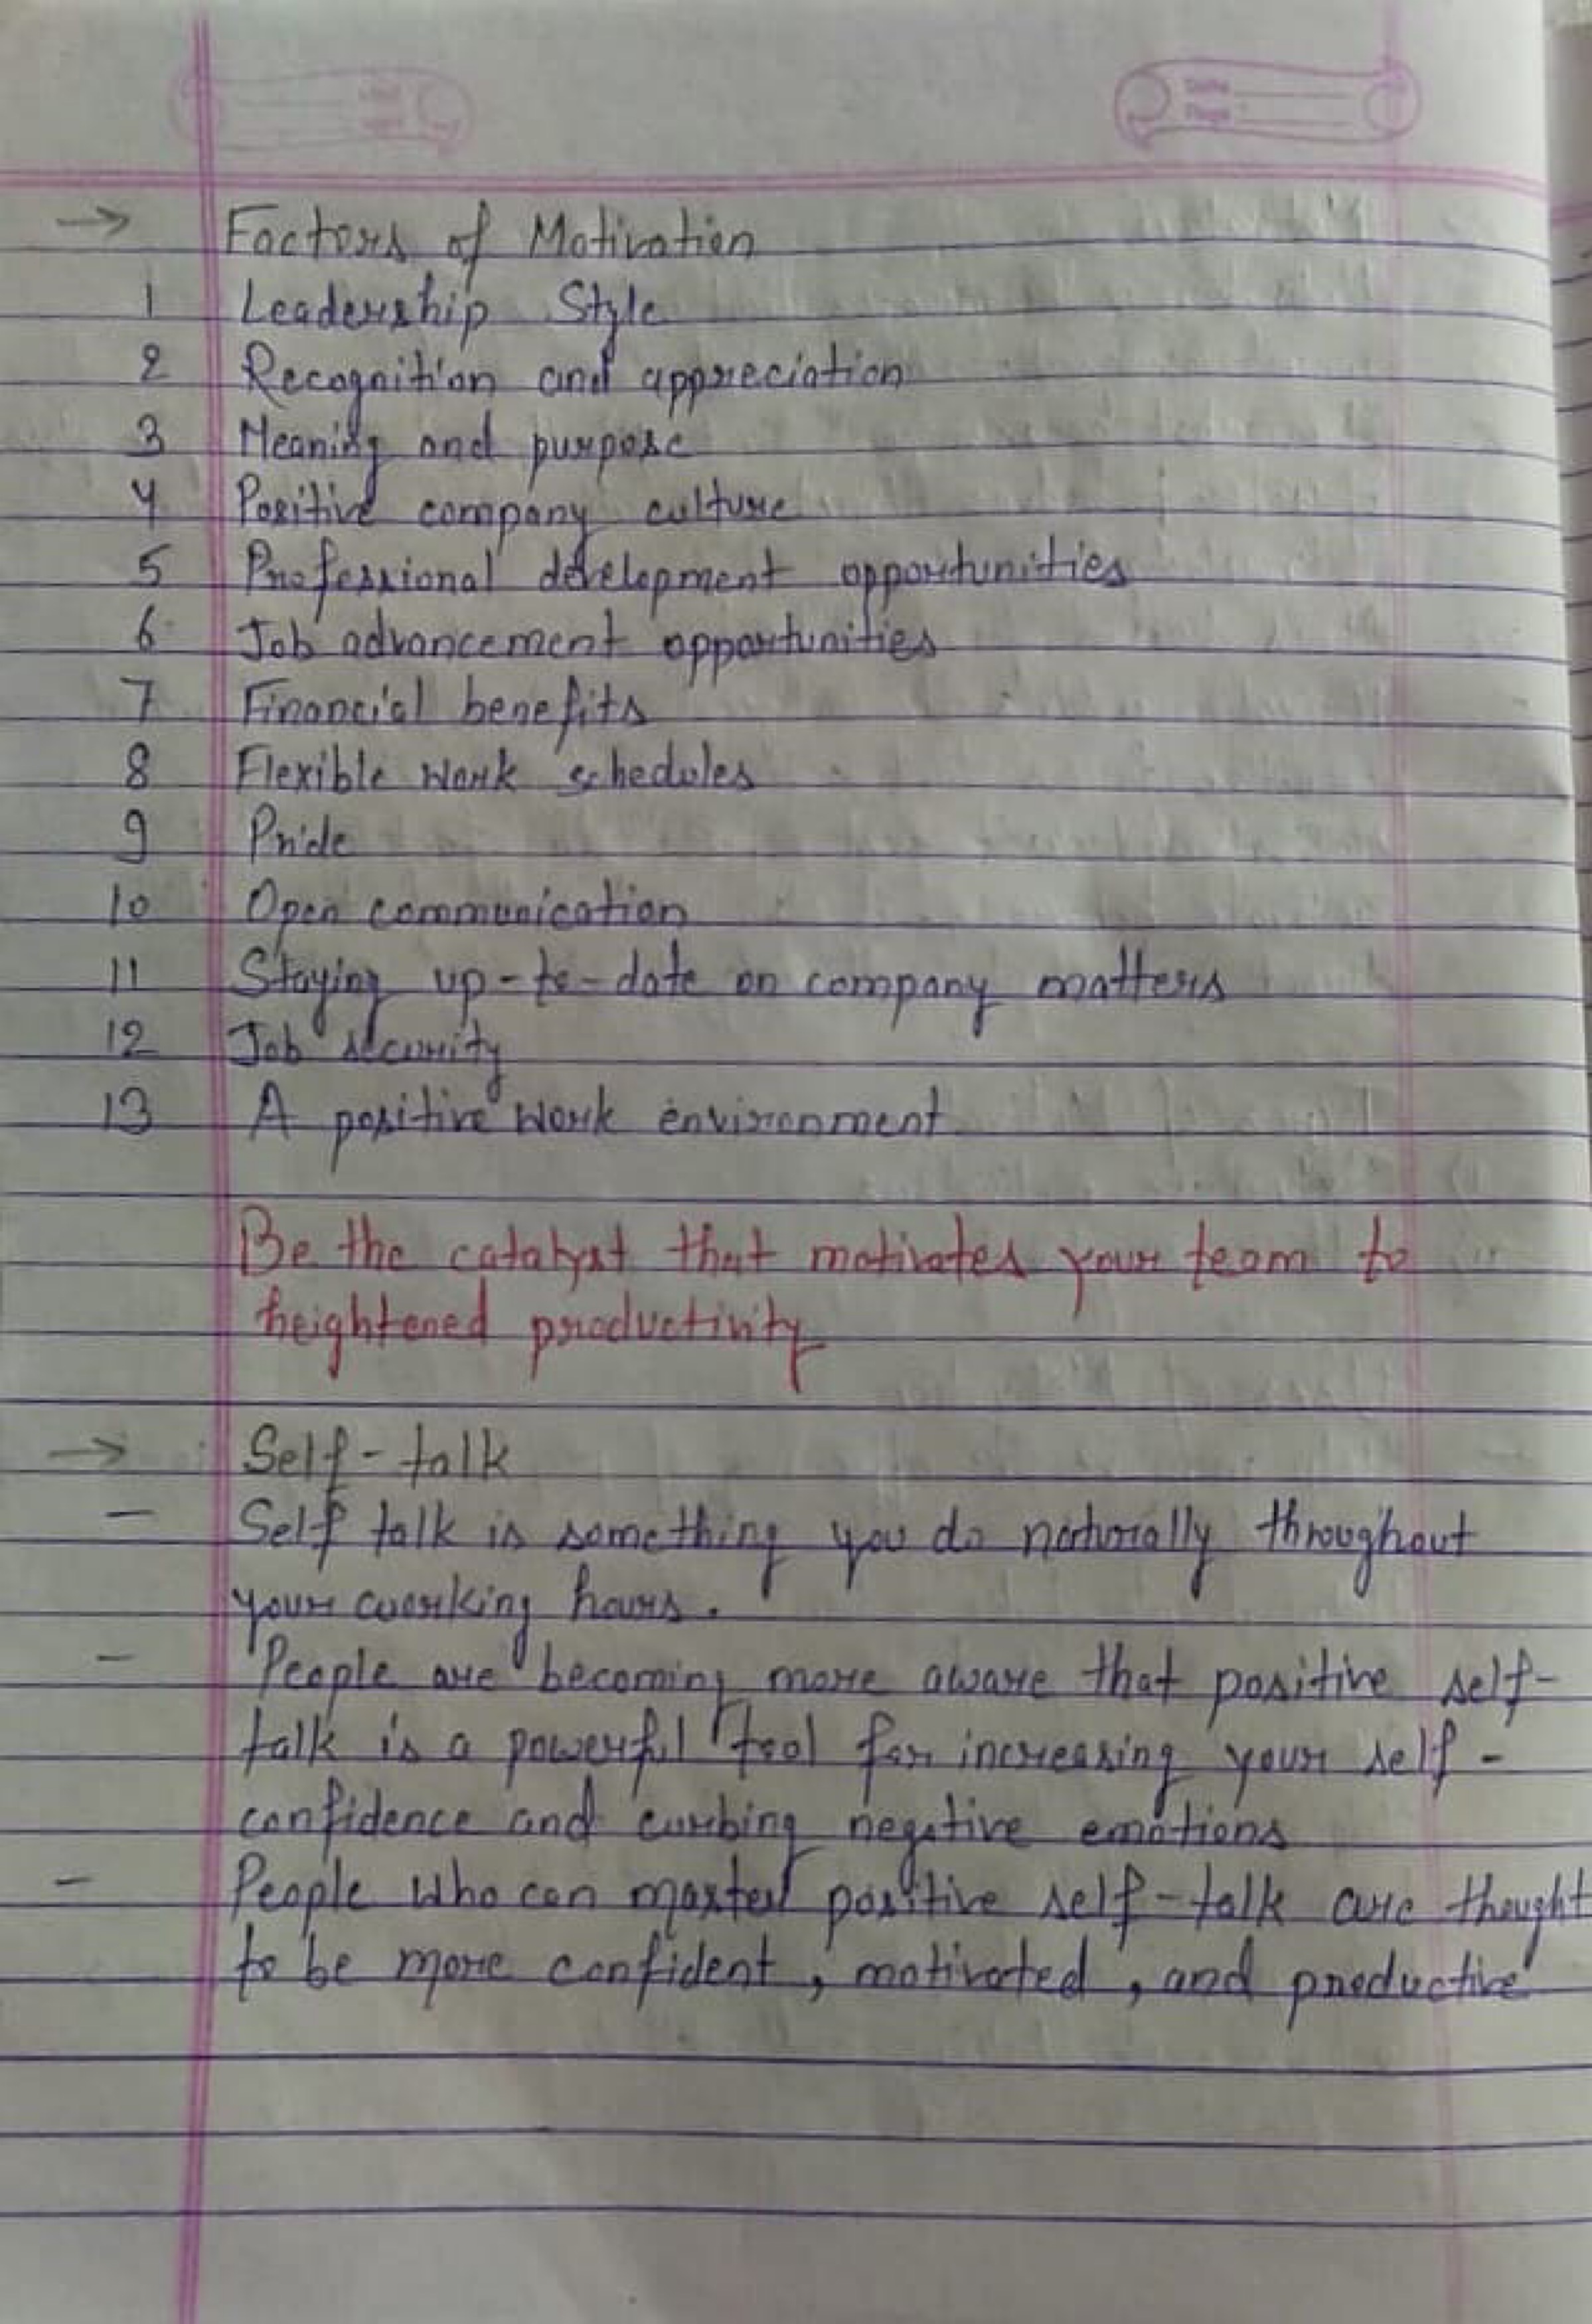 Date
Page
→ Factors of Motivation
1 Leadership Style
2 Recognition and appreciation
3 Meaning and purpose
4 Positive company culture
5 Professional development opportunities
6 Job advancement opportunities
7 Financial benefits
8 Flexible work schedules
9 Pride
10 Open communication
11 Staying up-to-date on company matters
12 Job security
13 A positive work environment
Be the catalyst that motivates your team to
heightened productivity
→ Self-talk
- Self talk is something you do naturally throughout
your working hours.
- People are becoming more aware that positive self-
talk is a powerful tool for increasing your self-
confidence and curbing negative emotions
- People who can master positive self-talk are thought
to be more confident, motivated, and productive